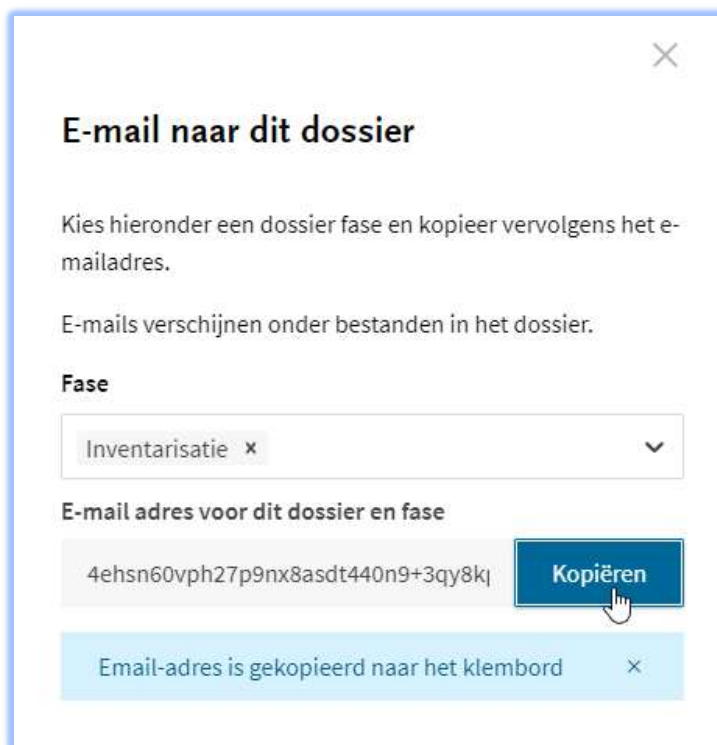 E-mail naar dit dossier
Kies hieronder een dossier fase en kopieer vervolgens het e-
mailadres.
E-mails verschijnen onder bestanden in het dossier.
Fase
Inventarisatie ×
E-mail adres voor dit dossier en fase
4ehsn60vph27p9nx8asdt440n9+3qy8k Kopiëren
Email-adres is gekopieerd naar het klembord ×